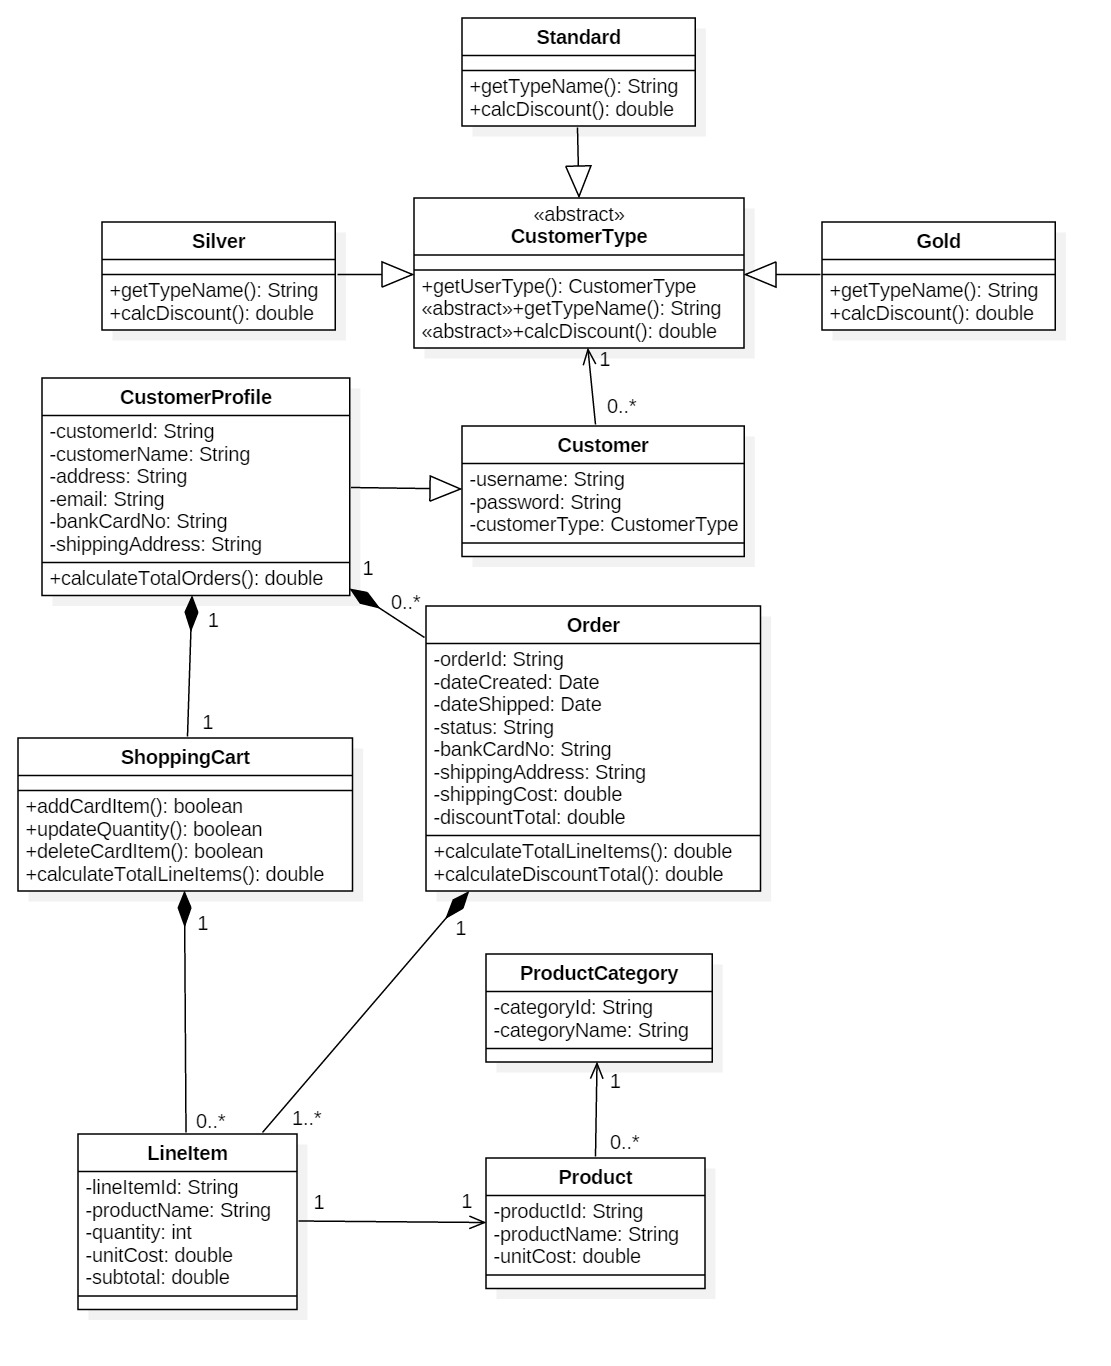 Standard
+getTypeName(): String
+calcDiscount(): double
«abstract»
CustomerType
+getUserType(): CustomerType
«abstract»+getTypeName(): String
«abstract»+calcDiscount(): double
Silver
+getTypeName(): String
+calcDiscount(): double
Gold
+getTypeName(): String
+calcDiscount(): double
1
0..*
CustomerProfile
-customerId: String
-customerName: String
-address: String
-email: String
-bankCardNo: String
-shippingAddress: String
+calculateTotalOrders(): double
Customer
-username: String
-password: String
-customerType: CustomerType
1
0..*
1
1
Order
-orderId: String
-dateCreated: Date
-dateShipped: Date
-status: String
-bankCardNo: String
-shippingAddress: String
-shippingCost: double
-discountTotal: double
+calculateTotalLineItems(): double
+calculateDiscountTotal(): double
ShoppingCart
+addCardItem(): boolean
+updateQuantity(): boolean
+deleteCardItem(): boolean
+calculateTotalLineItems(): double
1
1
0..*
1..*
ProductCategory
-categoryId: String
-categoryName: String
1
0..*
LineItem
-lineItemId: String
-productName: String
-quantity: int
-unitCost: double
-subtotal: double
1
1
Product
-productId: String
-productName: String
-unitCost: double